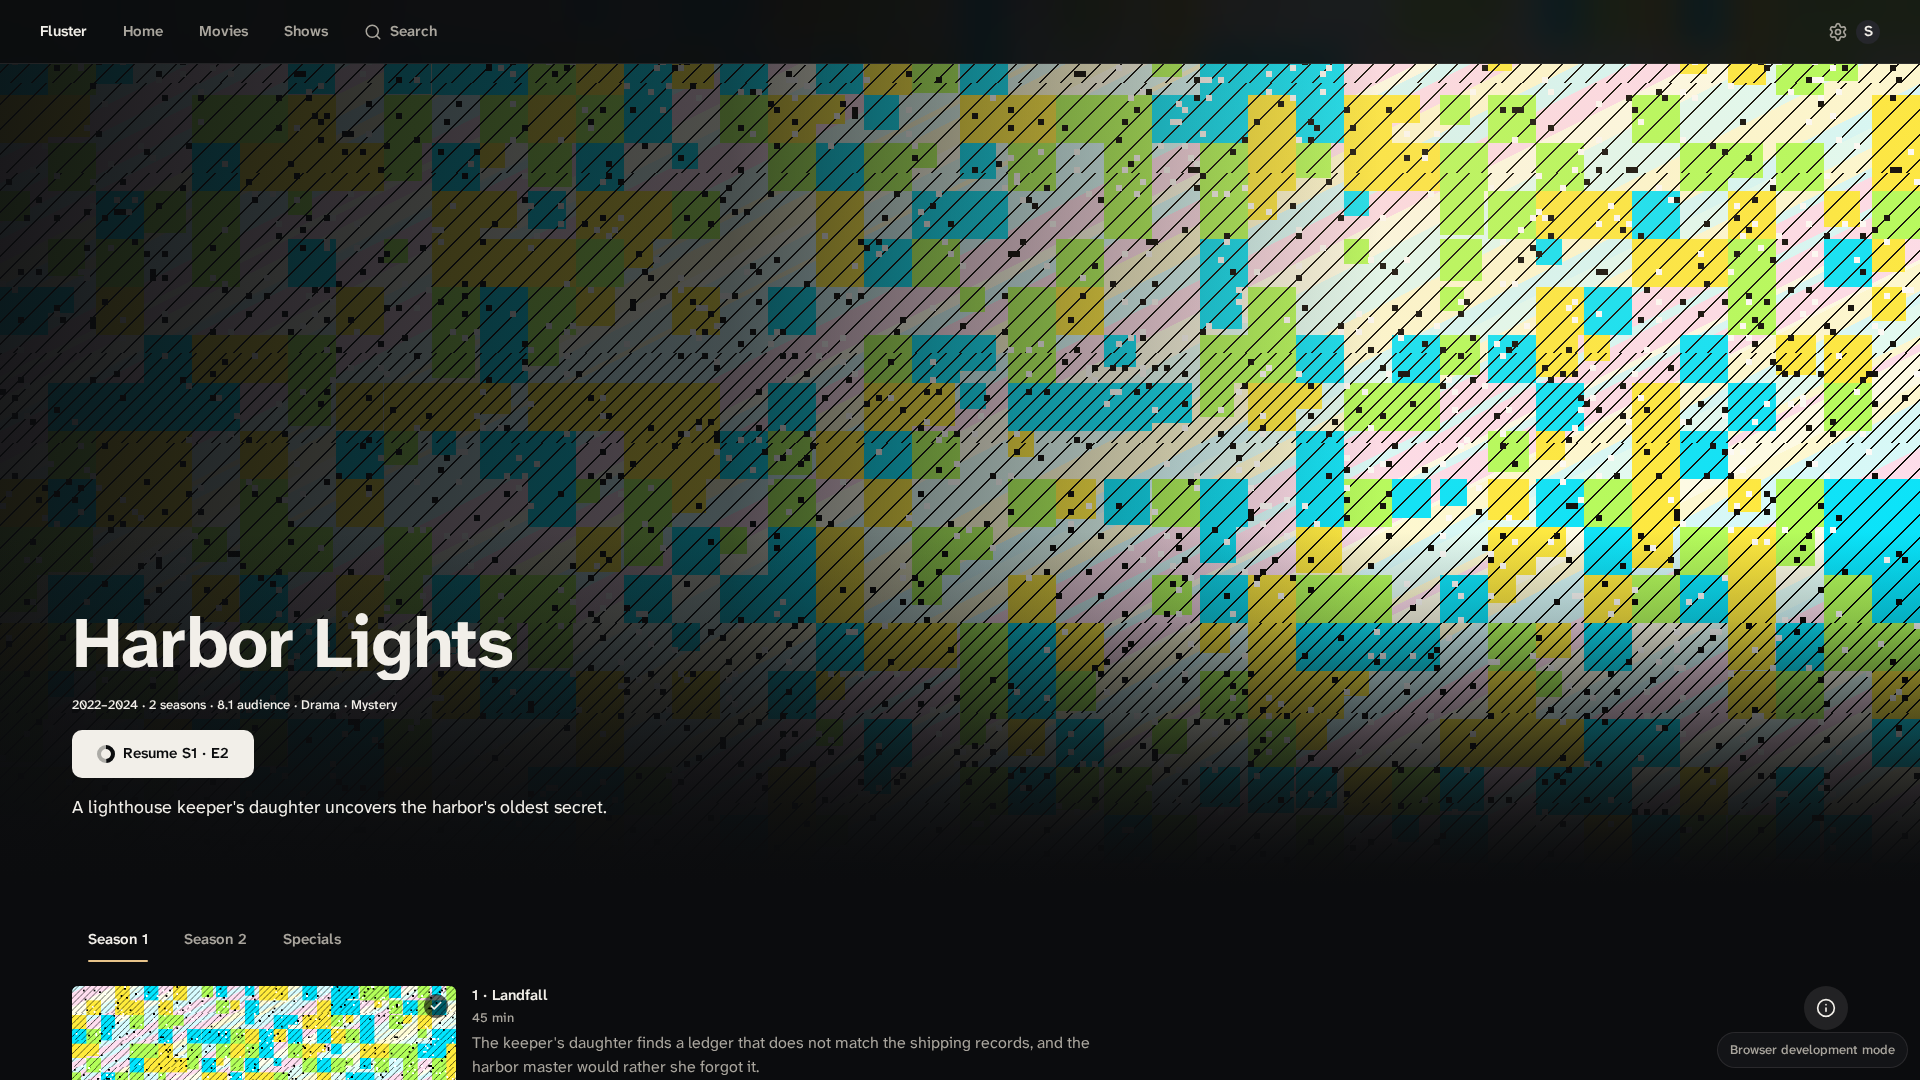 Fluster Home Movies Shows Search S
Harbor Lights
2022–2024 · 2 seasons · 8.1 audience · Drama · Mystery
Resume S1 · E2
A lighthouse keeper's daughter uncovers the harbor's oldest secret.
Season 1 Season 2 Specials
1 · Landfall
45 min
The keeper's daughter finds a ledger that does not match the shipping records, and the
harbor master would rather she forgot it.
Browser development mode